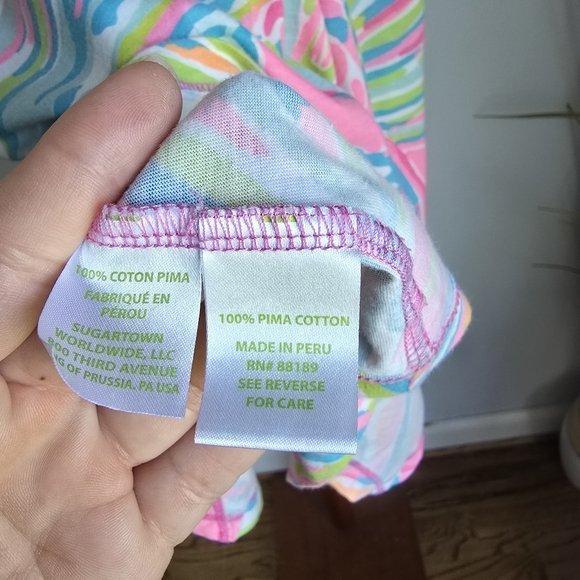 100% COTON PIMA
FABRIQUÉ EN
PÉROU
SUGARTOWN
WORLDWIDE, LLC
800 THIRD AVENUE
OF PRUSSIA, PA USA
100% PIMA COTTON
MADE IN PERU
RN# 88189
SEE REVERSE
FOR CARE